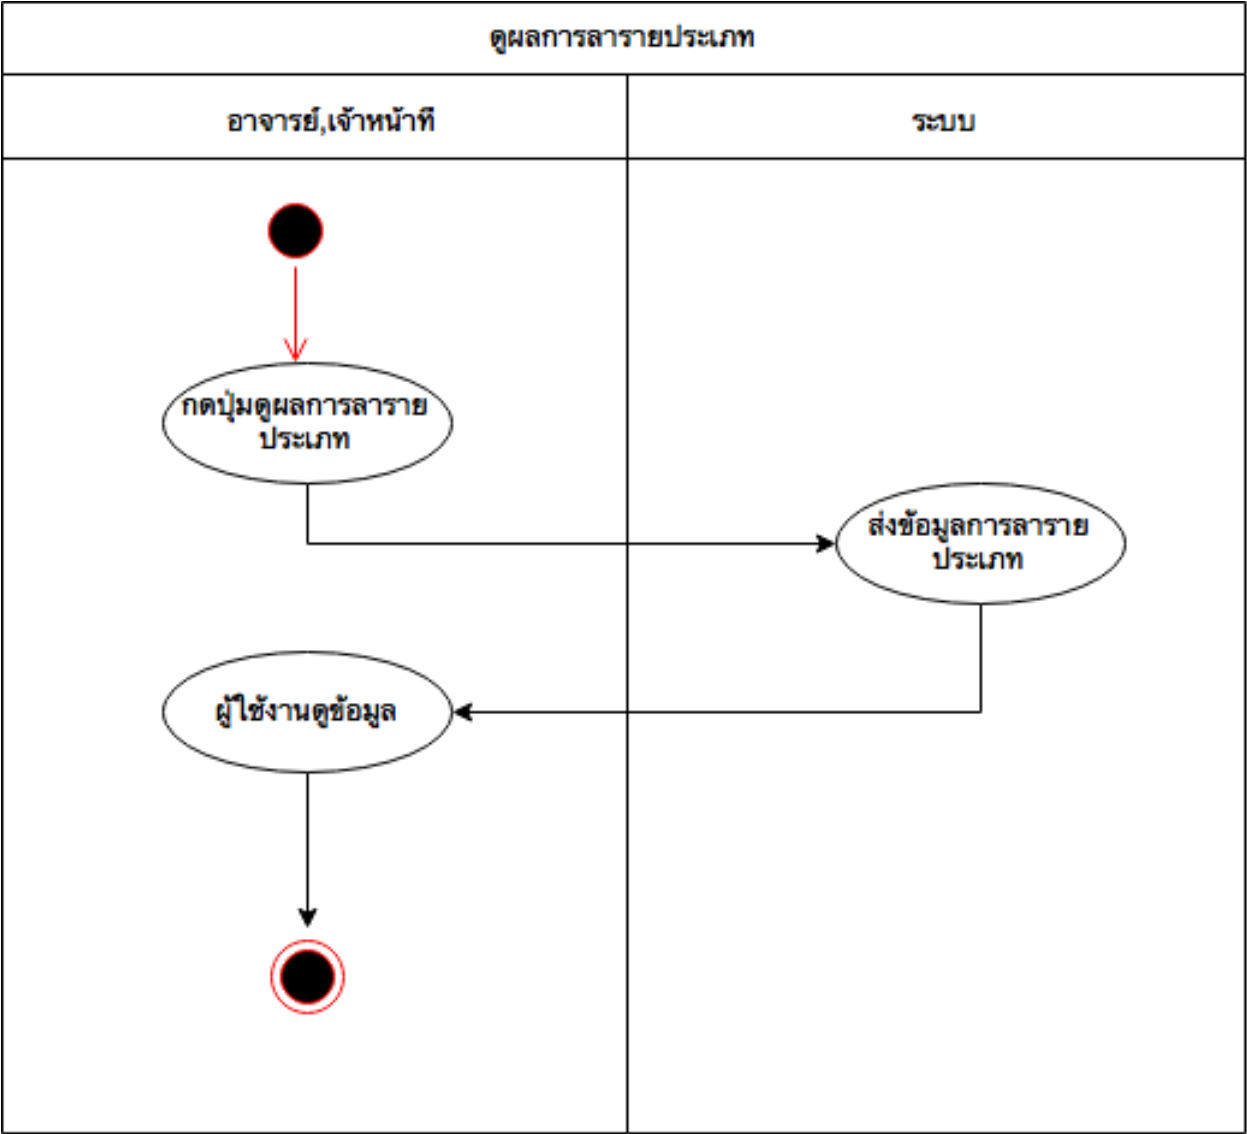 ดูผลการลารายประเภท
อาจารย์,เจ้าหน้าที่
ระบบ
กดปุ่มดูผลการลาราย
ประเภท
ส่งข้อมูลการลาราย
ประเภท
ผู้ใช้งานดูข้อมูล